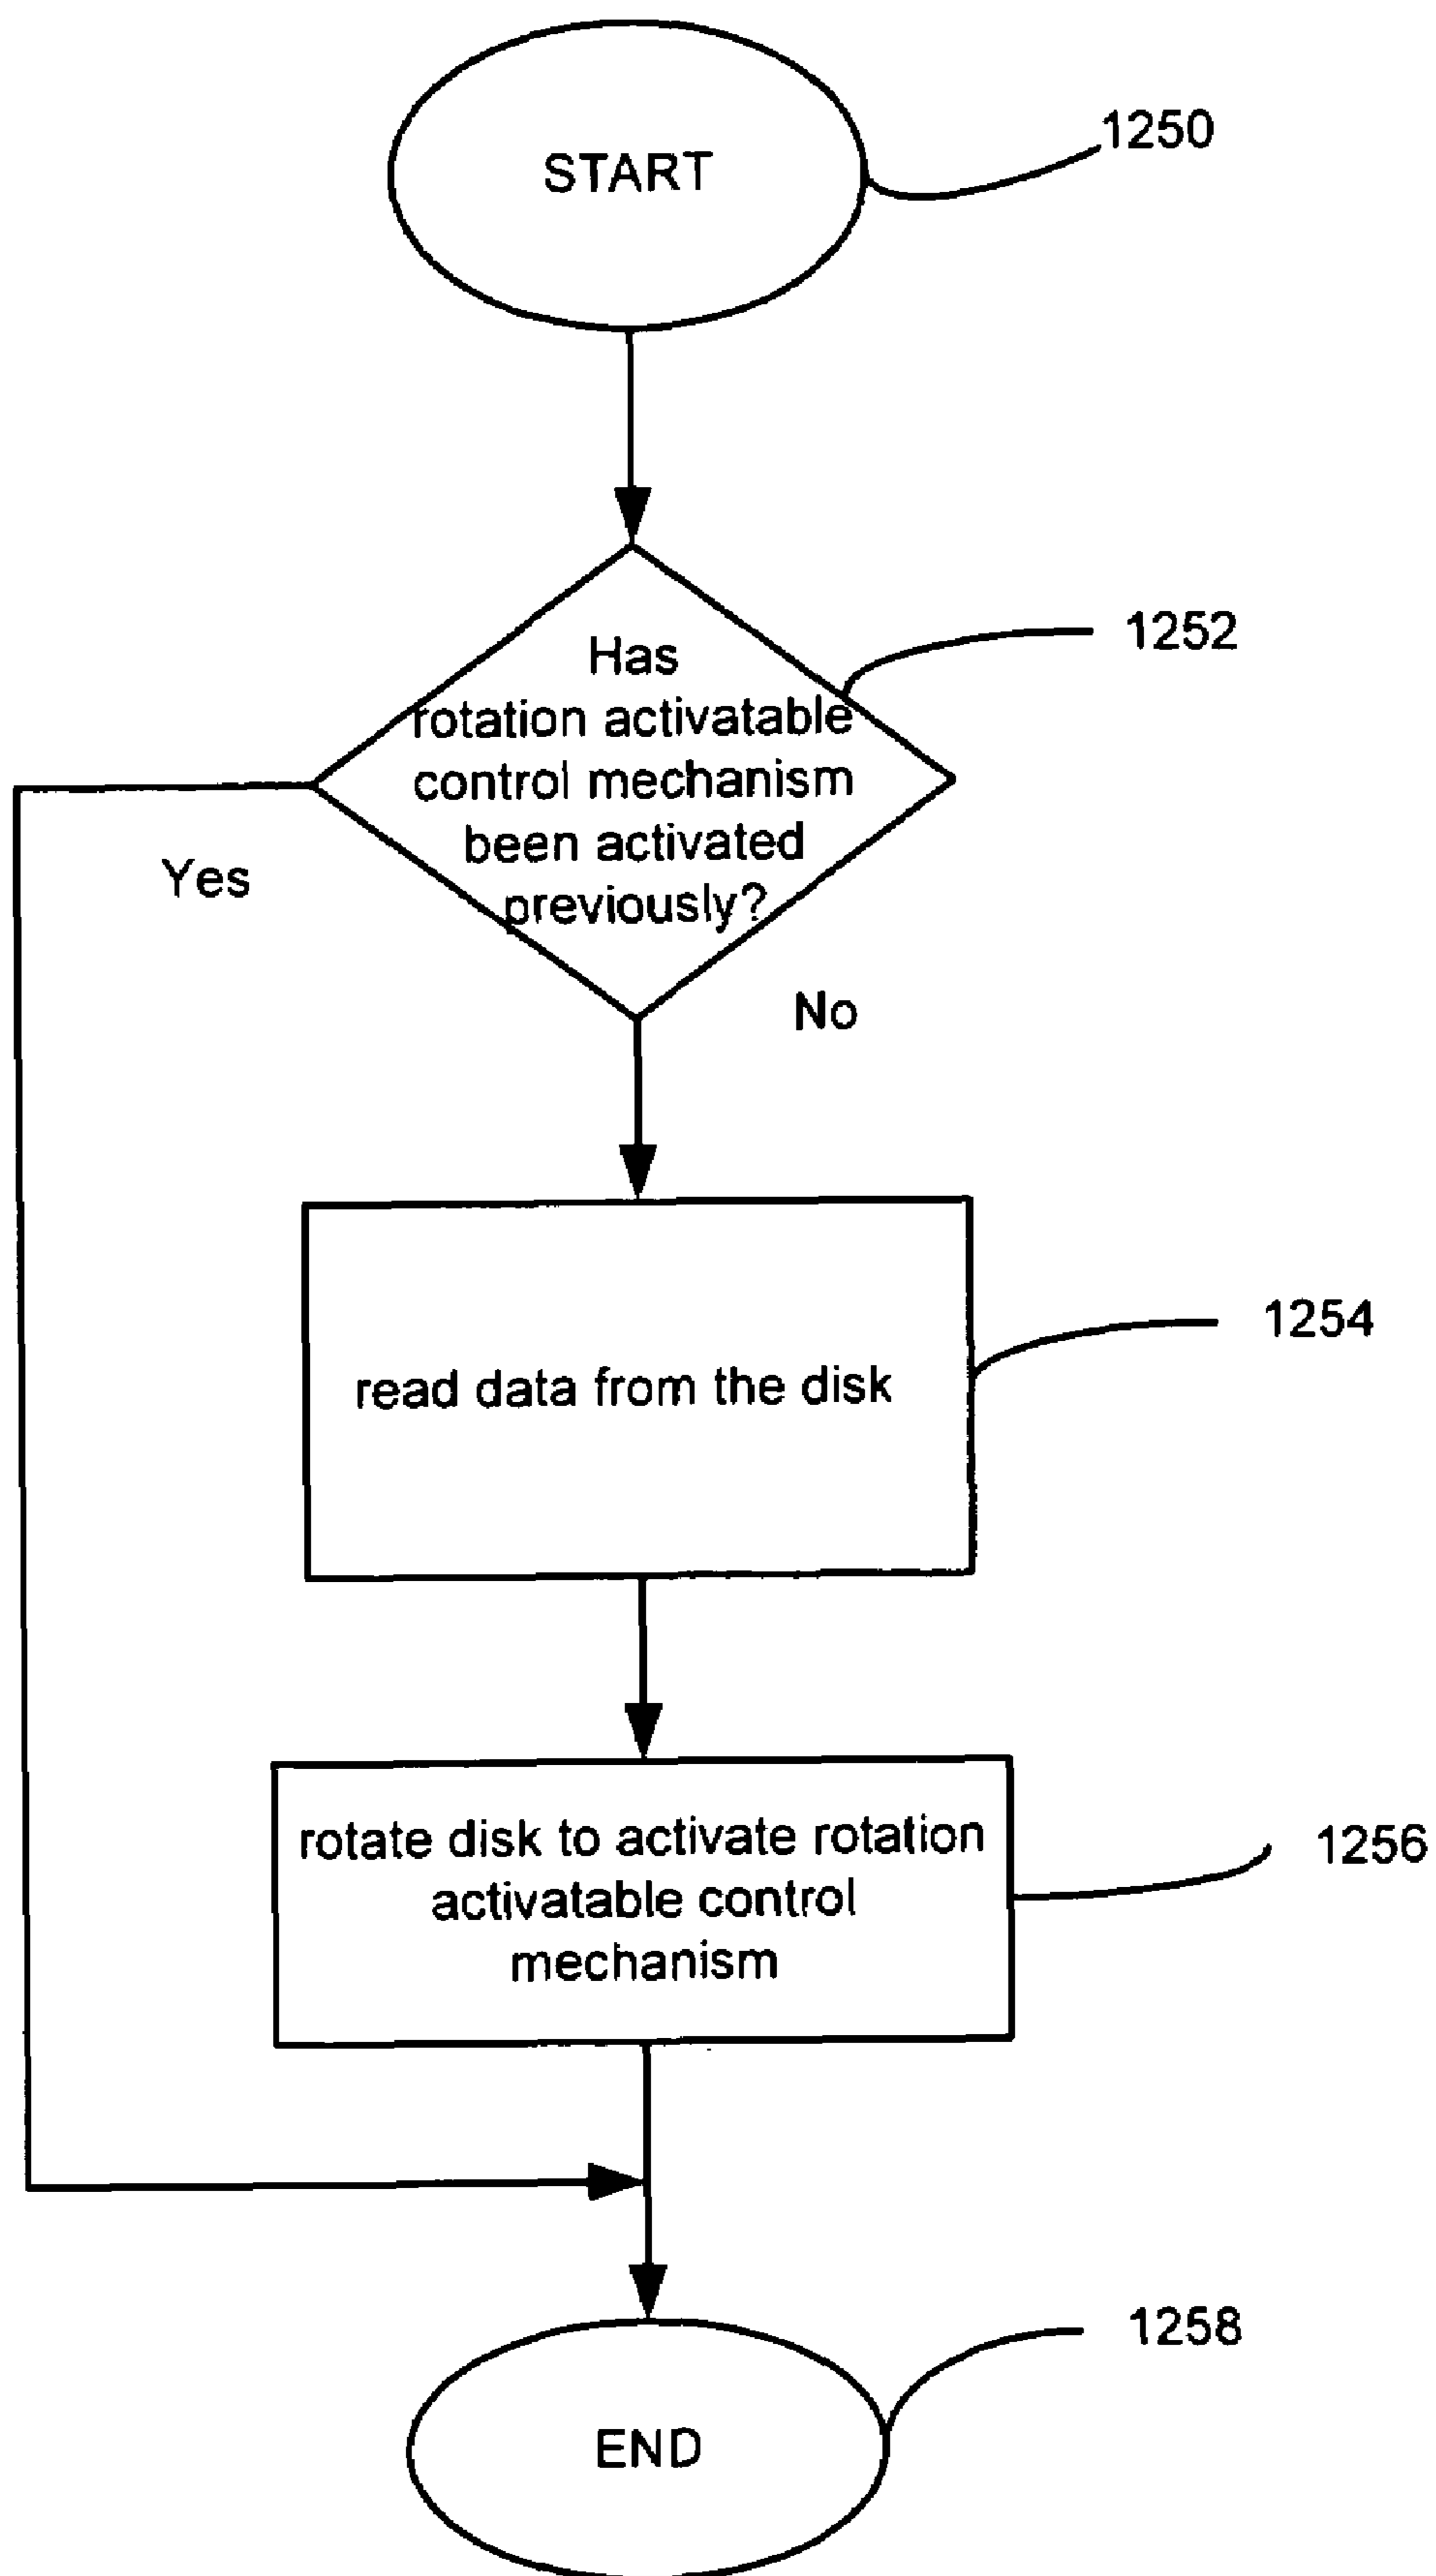 START
1250
Has
rotation activatable
control mechanism
been activated
previously?
1252
Yes
No
read data from the disk
1254
rotate disk to activate rotation
activatable control
mechanism
1256
END
1258